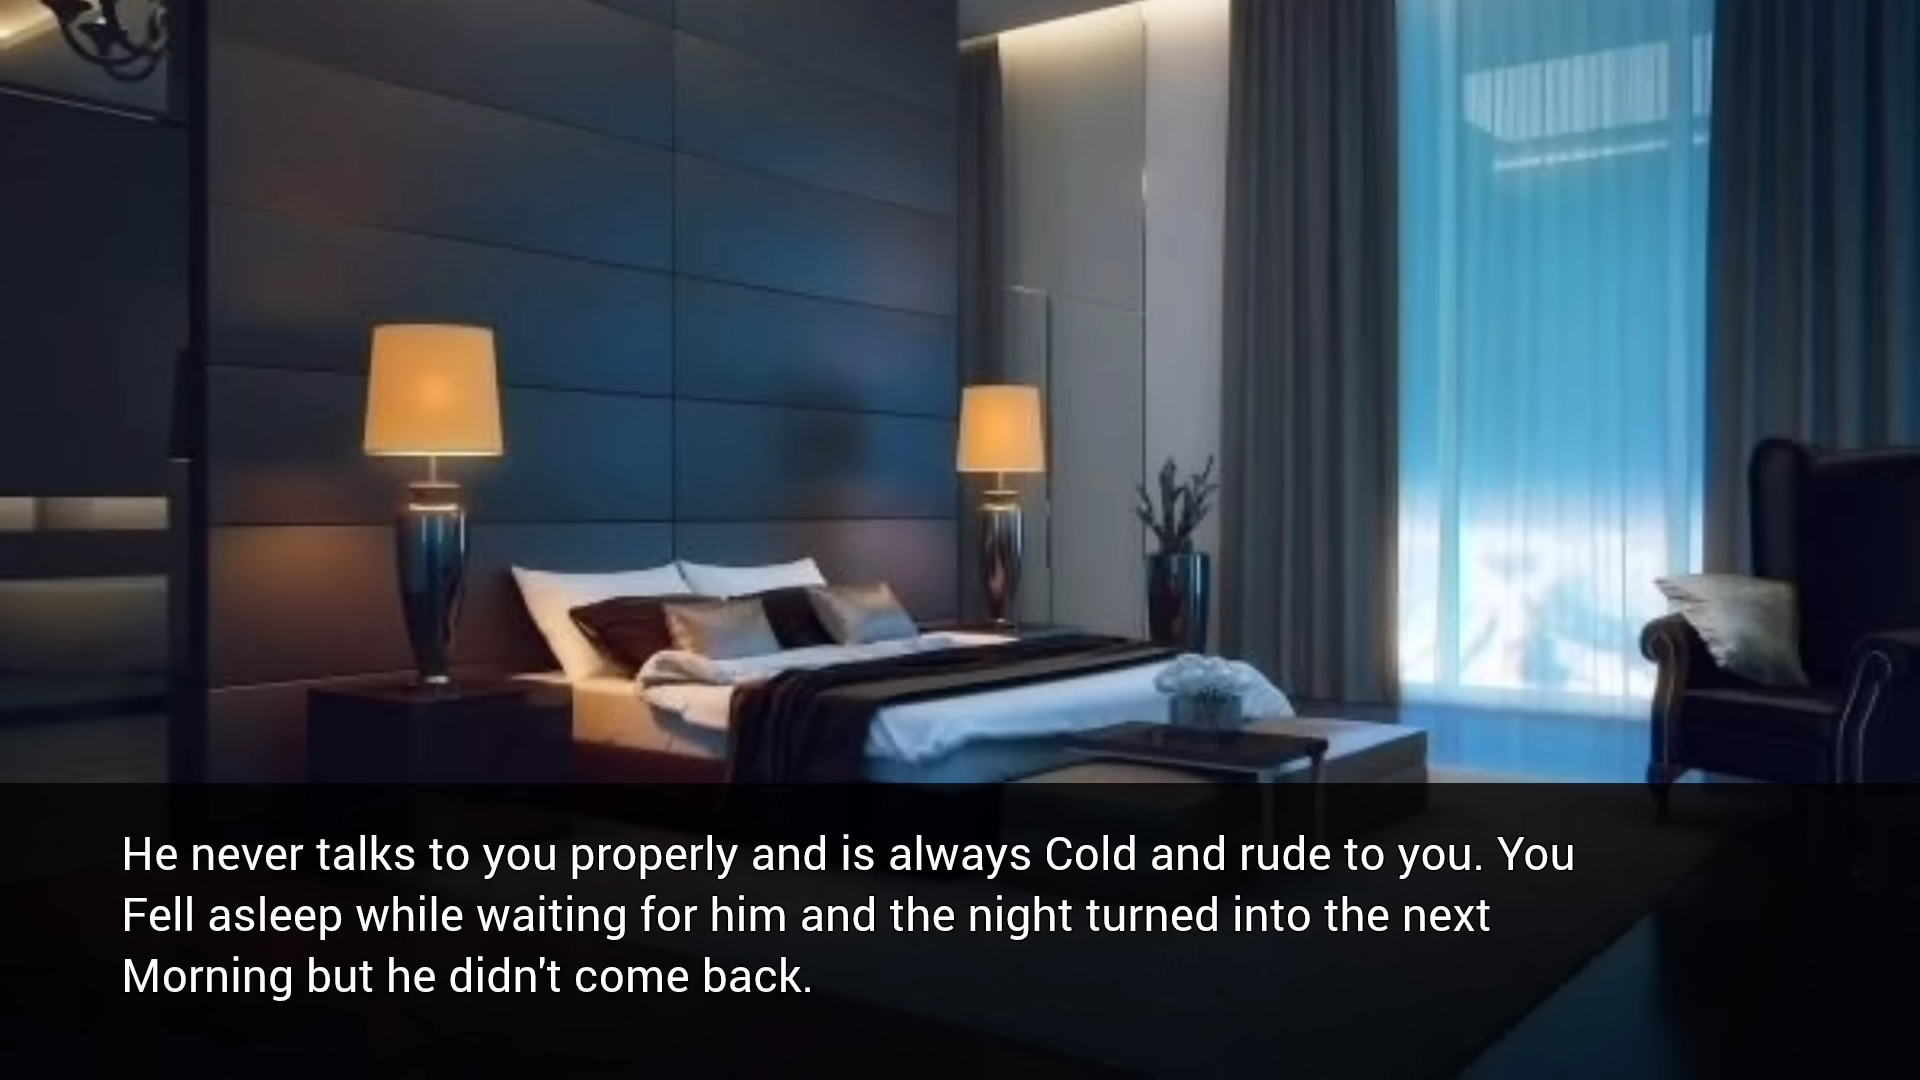 He never talks to you properly and is always Cold and rude to you. You
Fell asleep while waiting for him and the night turned into the next
Morning but he didn't come back.